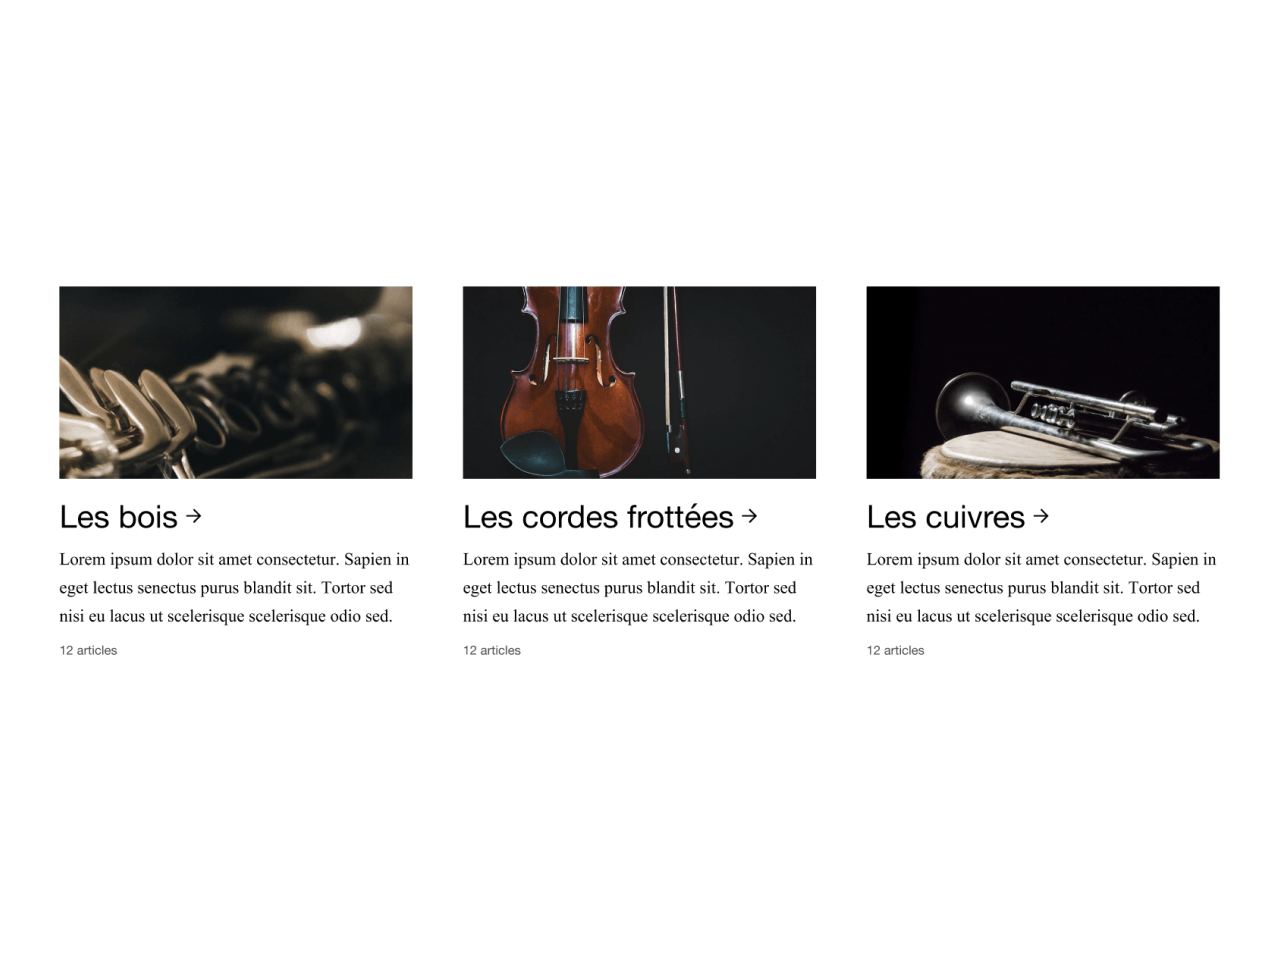 Les bois →
Lorem ipsum dolor sit amet consectetur. Sapien in
eget lectus senectus purus blandit sit. Tortor sed
nisi eu lacus ut scelerisque scelerisque odio sed.
12 articles
Les cordes frottées →
Lorem ipsum dolor sit amet consectetur. Sapien in
eget lectus senectus purus blandit sit. Tortor sed
nisi eu lacus ut scelerisque scelerisque odio sed.
12 articles
Les cuivres →
Lorem ipsum dolor sit amet consectetur. Sapien in
eget lectus senectus purus blandit sit. Tortor sed
nisi eu lacus ut scelerisque scelerisque odio sed.
12 articles